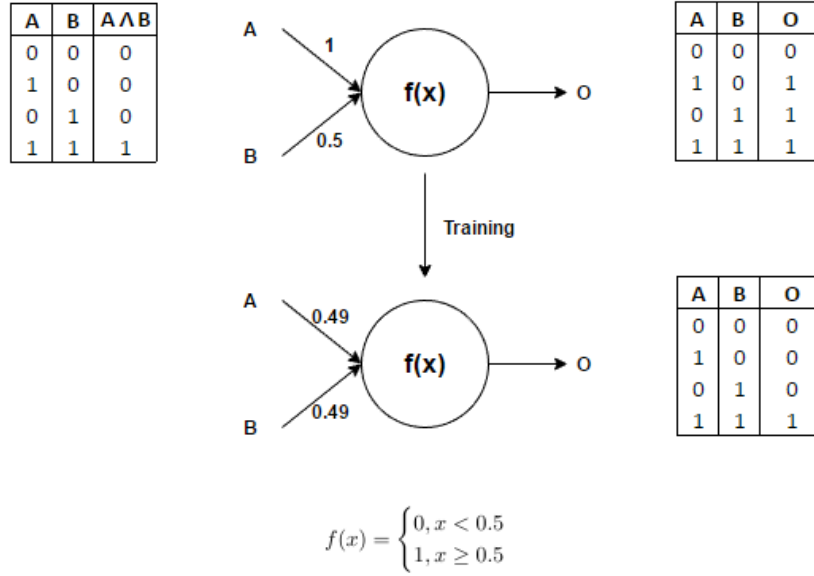 A B A Λ B
0 0 0
1 0 0
0 1 0
1 1 1
A
1
B
0.5
f(x)
O
A B O
0 0 0
1 0 1
0 1 1
1 1 1
Training
A
0.49
B
0.49
f(x)
O
A B O
0 0 0
1 0 0
0 1 0
1 1 1
f(x) = {0, x < 0.5
1, x ≥ 0.5